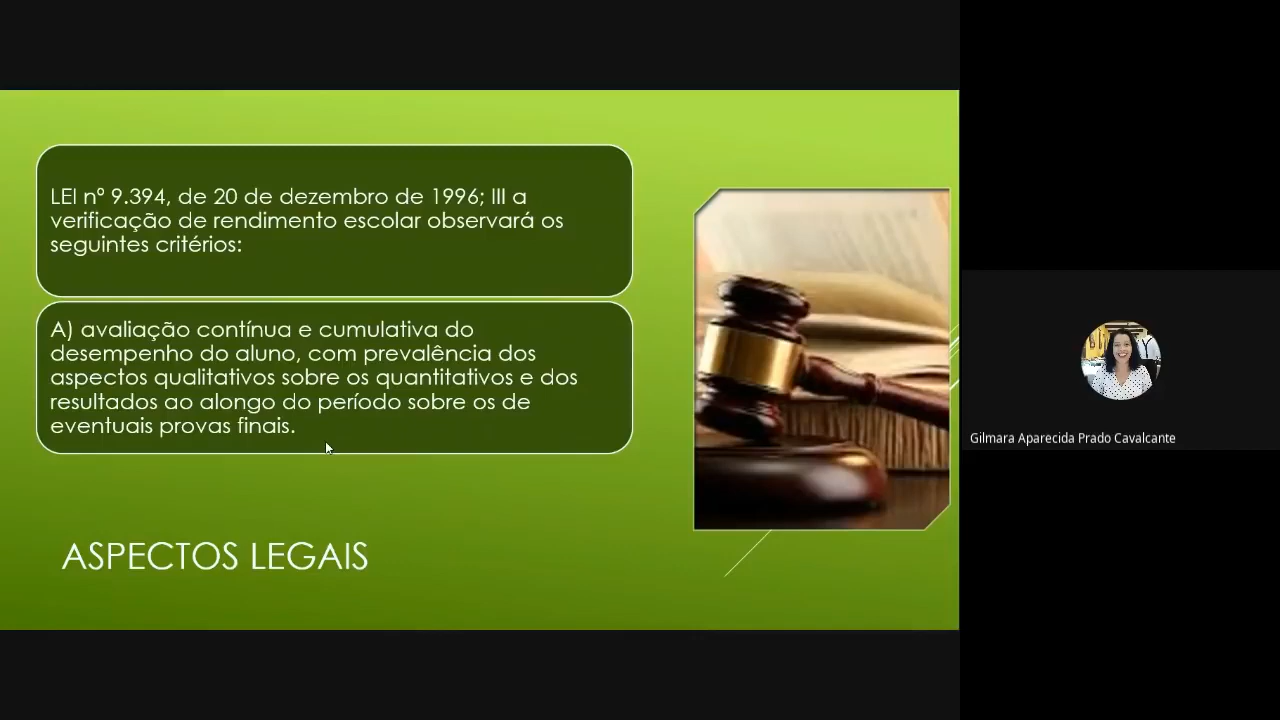 LEI nº 9.394, de 20 de dezembro de 1996; III a
verificação de rendimento escolar observará os
seguintes critérios:
A) avaliação contínua e cumulativa do
desempenho do aluno, com prevalência dos
aspectos qualitativos sobre os quantitativos e dos
resultados ao alongo do período sobre os de
eventuais provas finais.
ASPECTOS LEGAIS
Gilmara Aparecida Prado Cavalcante